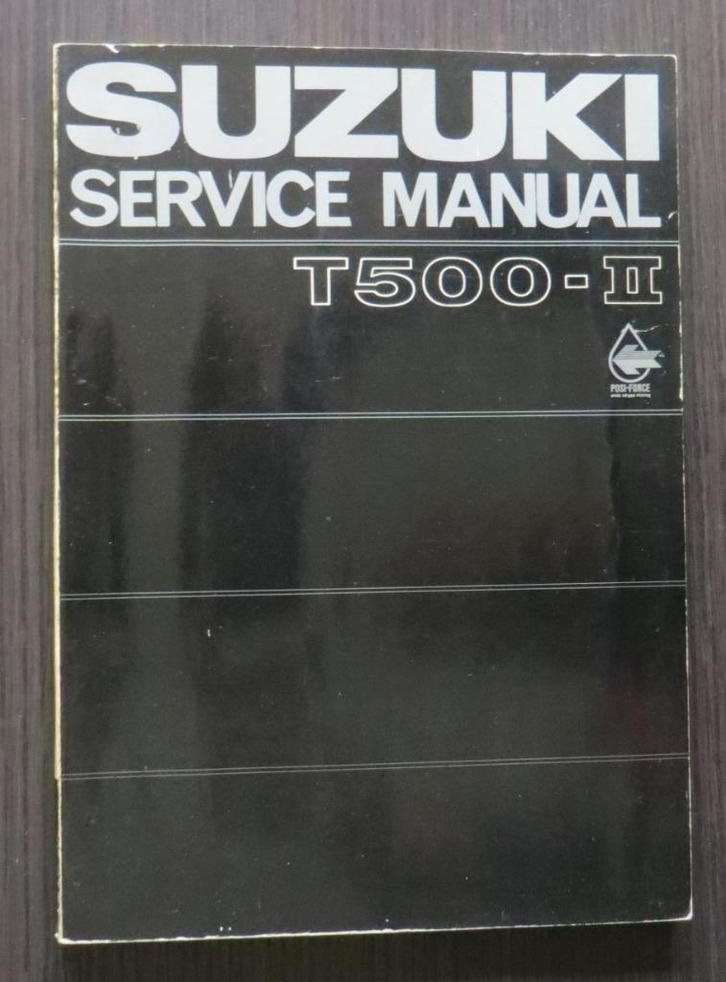 SUZUKI
SERVICE MANUAL
T500-II
POSI-FORCE